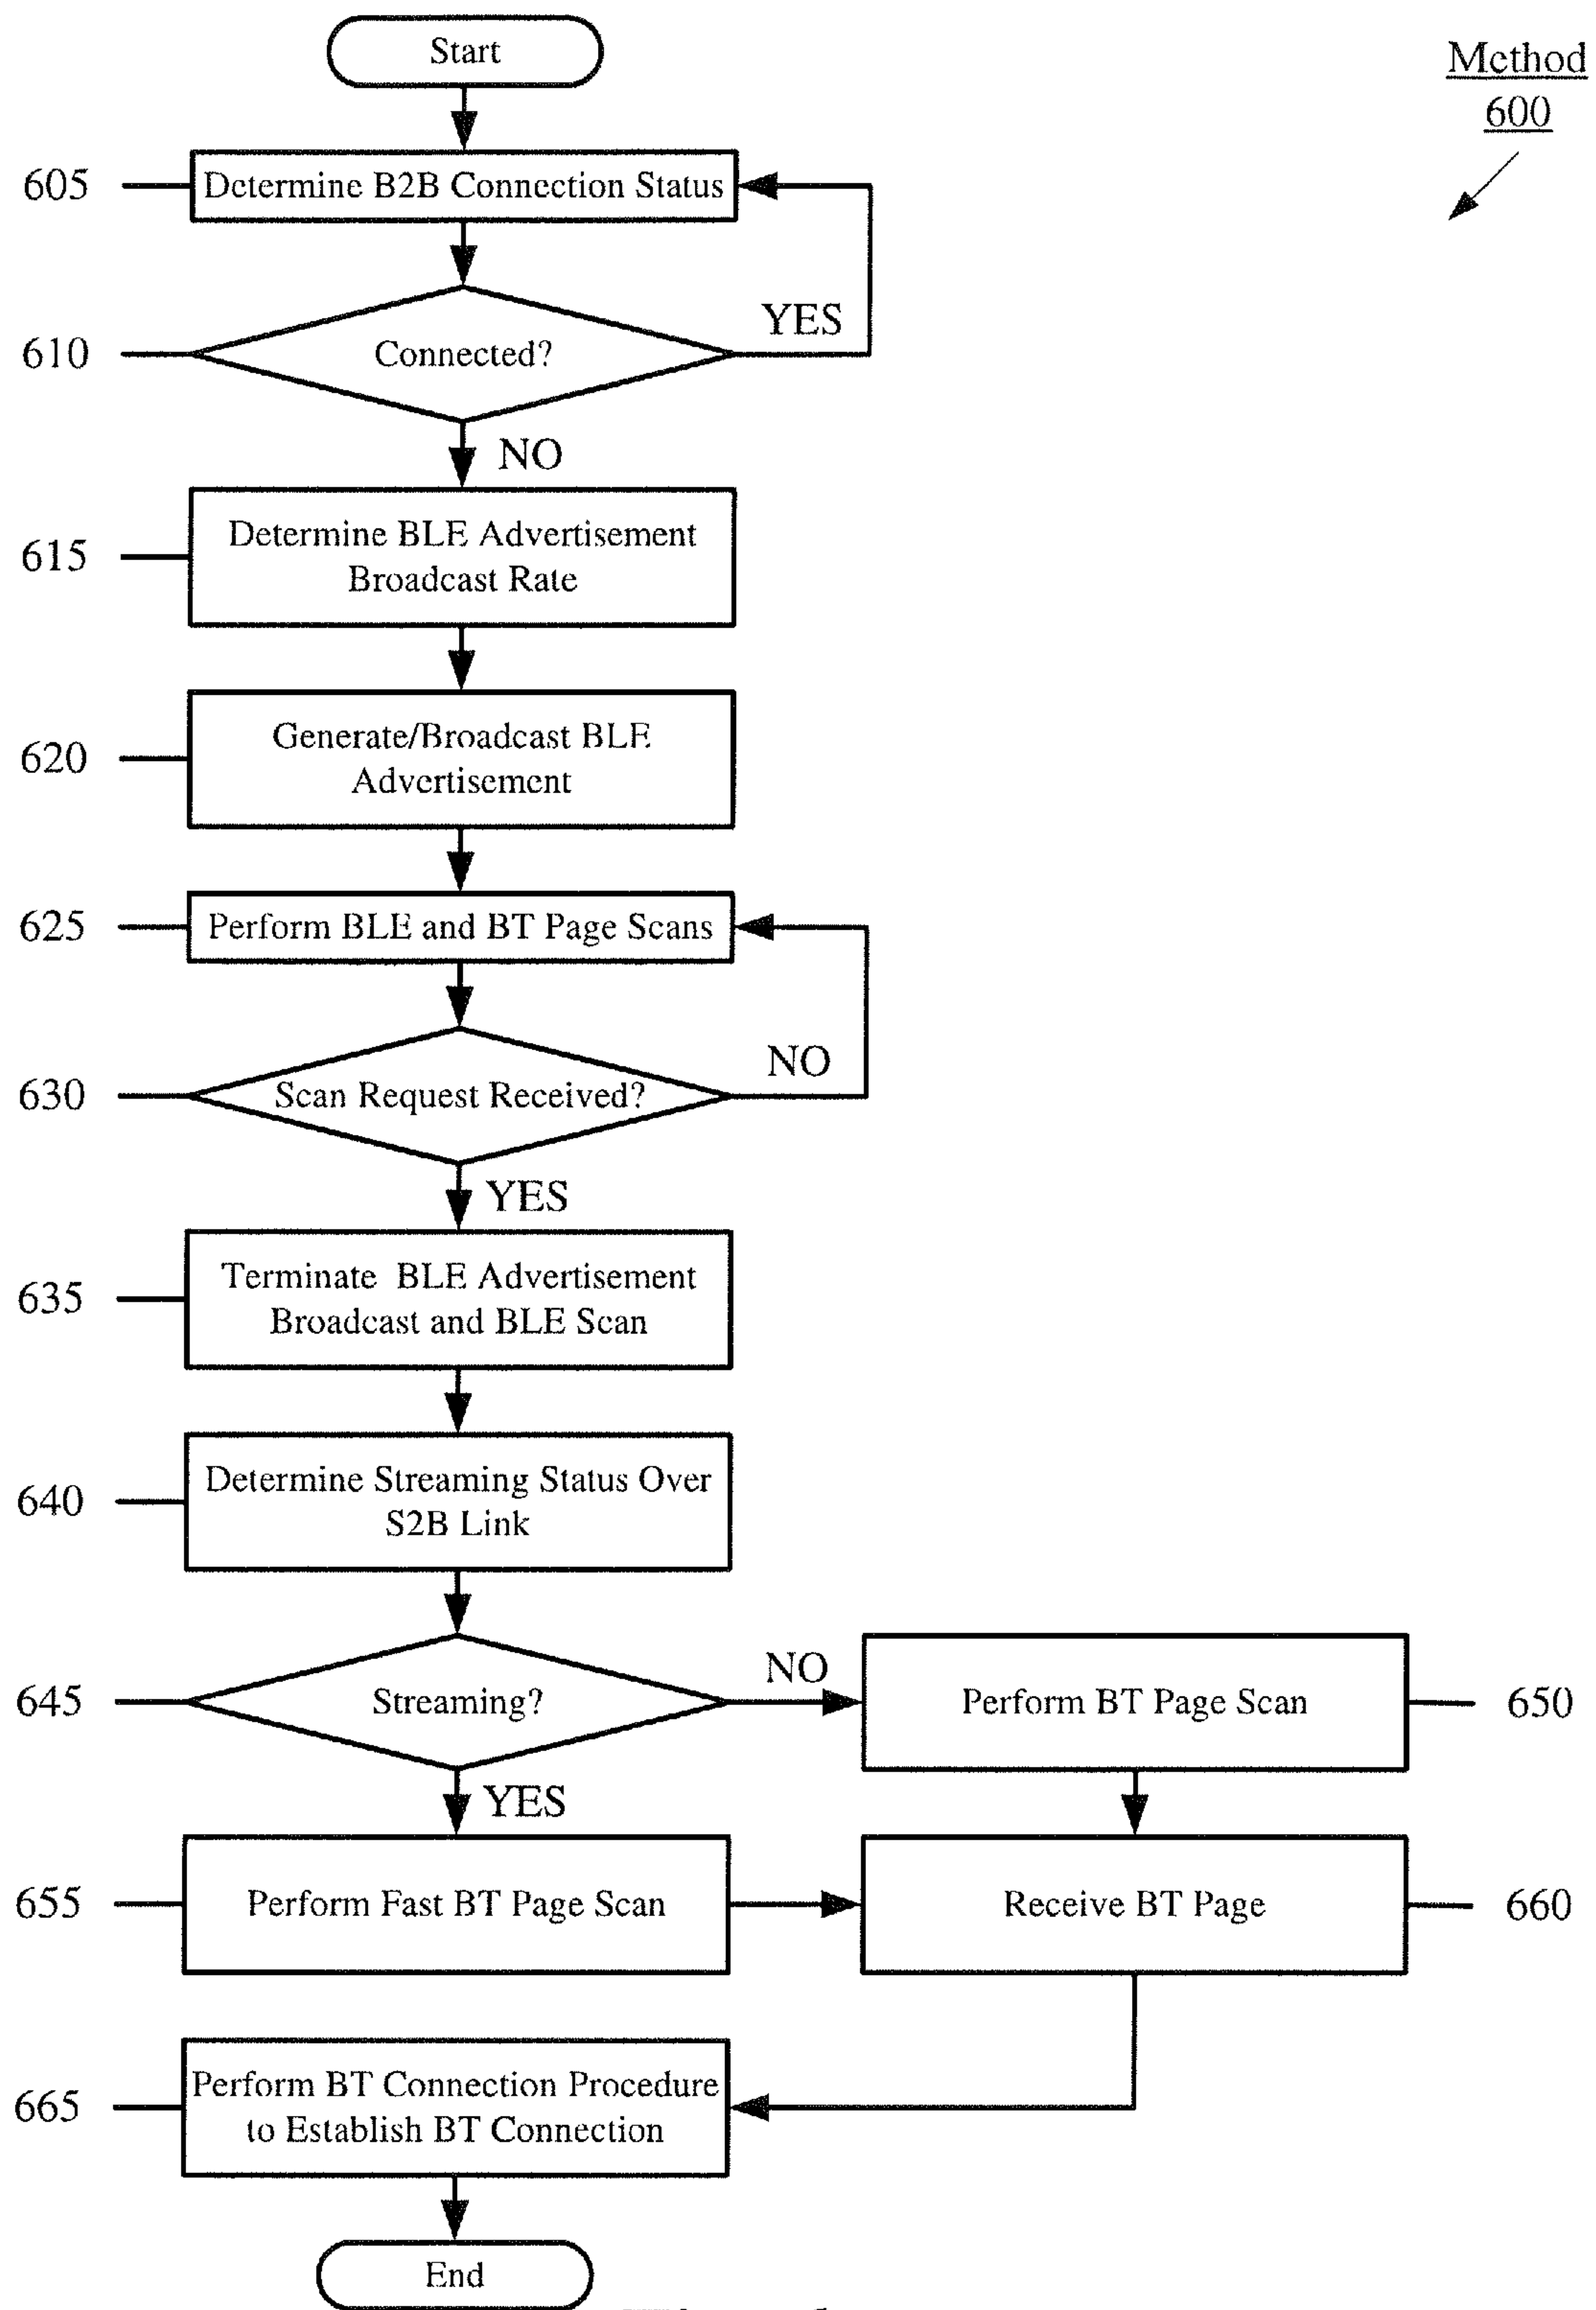 Start
Method
600
605
Determine B2B Connection Status
610
Connected?
YES
NO
615
Determine BLE Advertisement
Broadcast Rate
620
Generate/Broadcast BLE
Advertisement
625
Perform BLE and BT Page Scans
630
Scan Request Received?
NO
YES
635
Terminate BLE Advertisement
Broadcast and BLE Scan
640
Determine Streaming Status Over
S2B Link
645
Streaming?
NO
Perform BT Page Scan
650
YES
655
Perform Fast BT Page Scan
Receive BT Page
660
665
Perform BT Connection Procedure
to Establish BT Connection
End